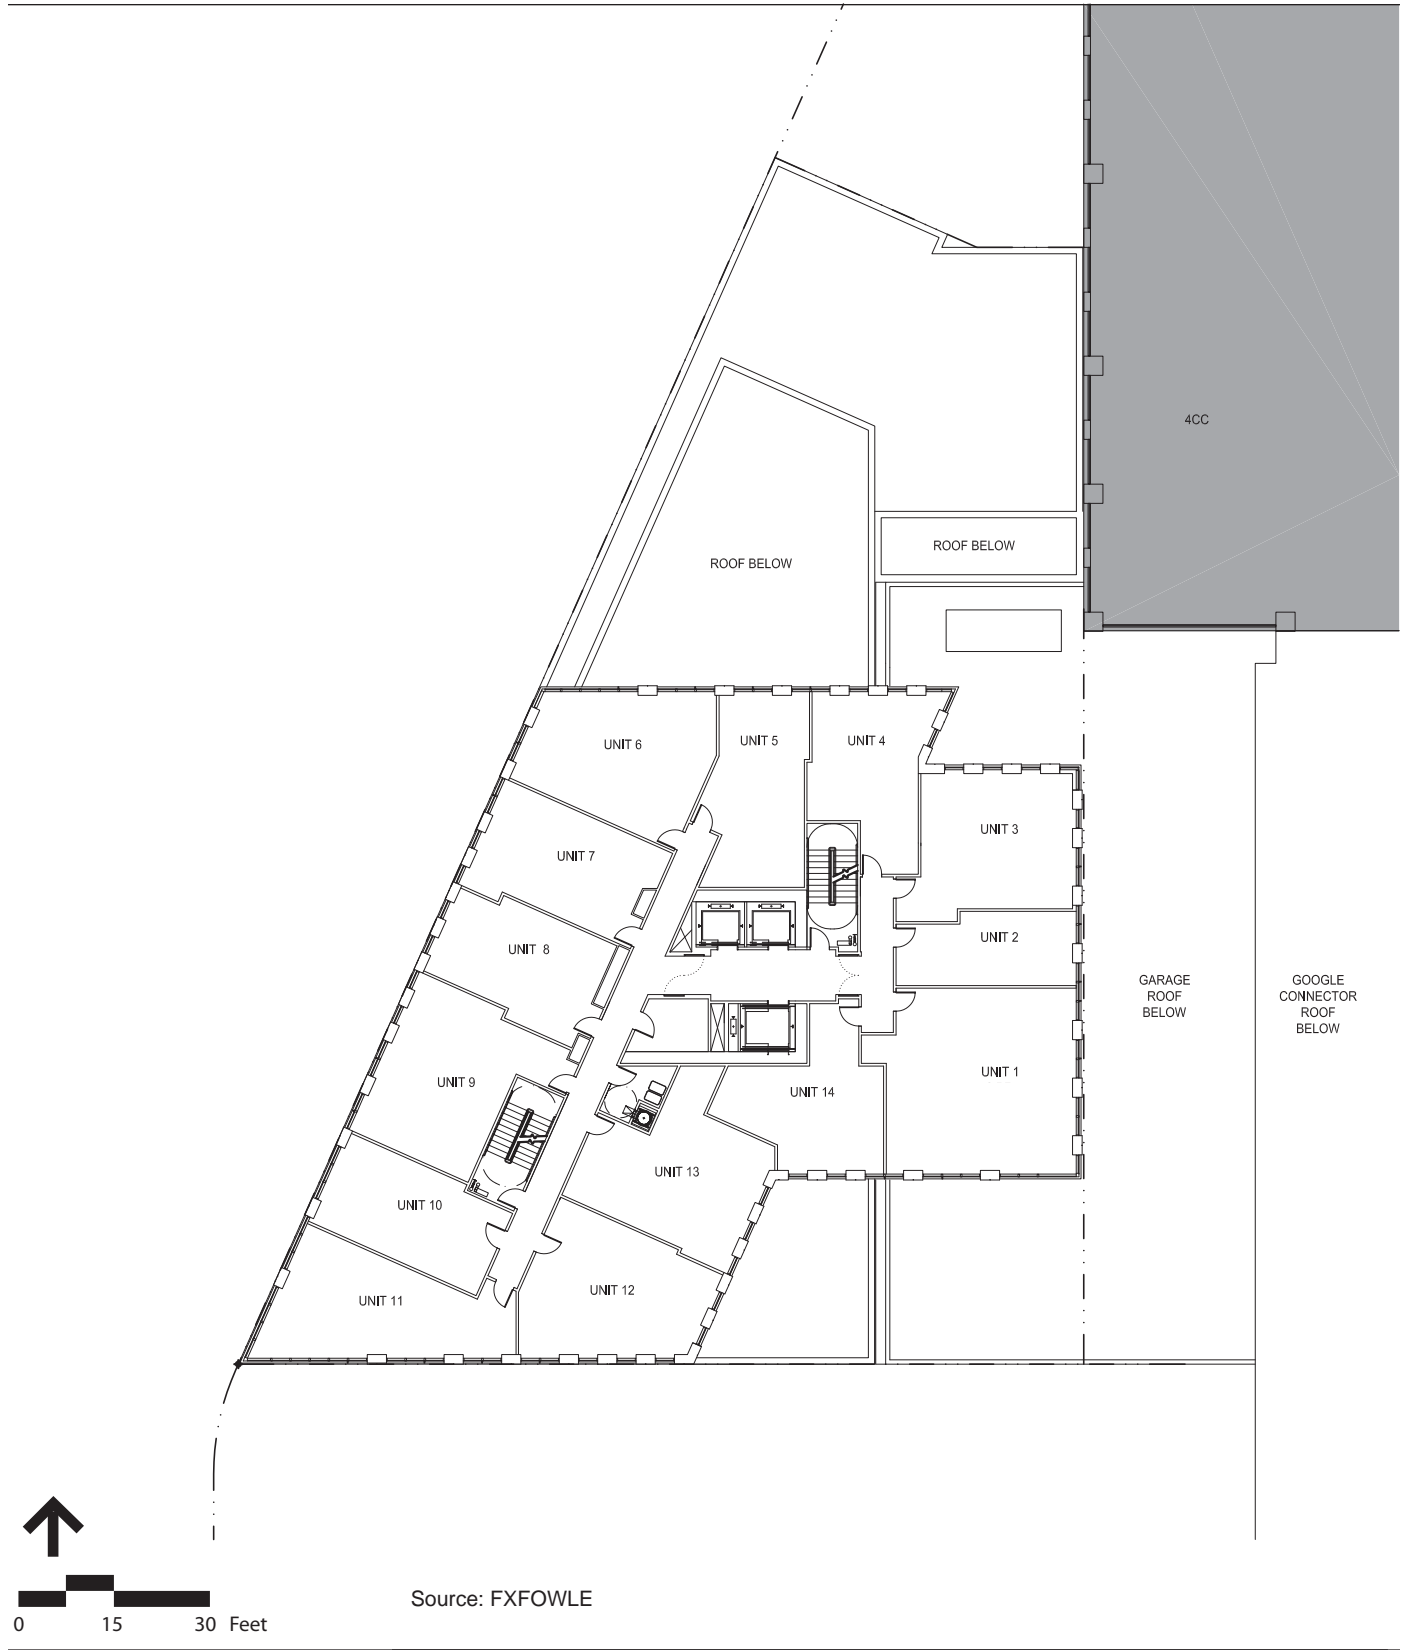 4CC
ROOF BELOW
ROOF BELOW
UNIT 6
UNIT 5
UNIT 4
UNIT 3
UNIT 7
UNIT 2
UNIT 8
GARAGE
ROOF
BELOW
GOOGLE
CONNECTOR
ROOF
BELOW
UNIT 1
UNIT 9
UNIT 14
UNIT 13
UNIT 10
UNIT 12
UNIT 11
Source: FXFOWLE
0 15 30 Feet